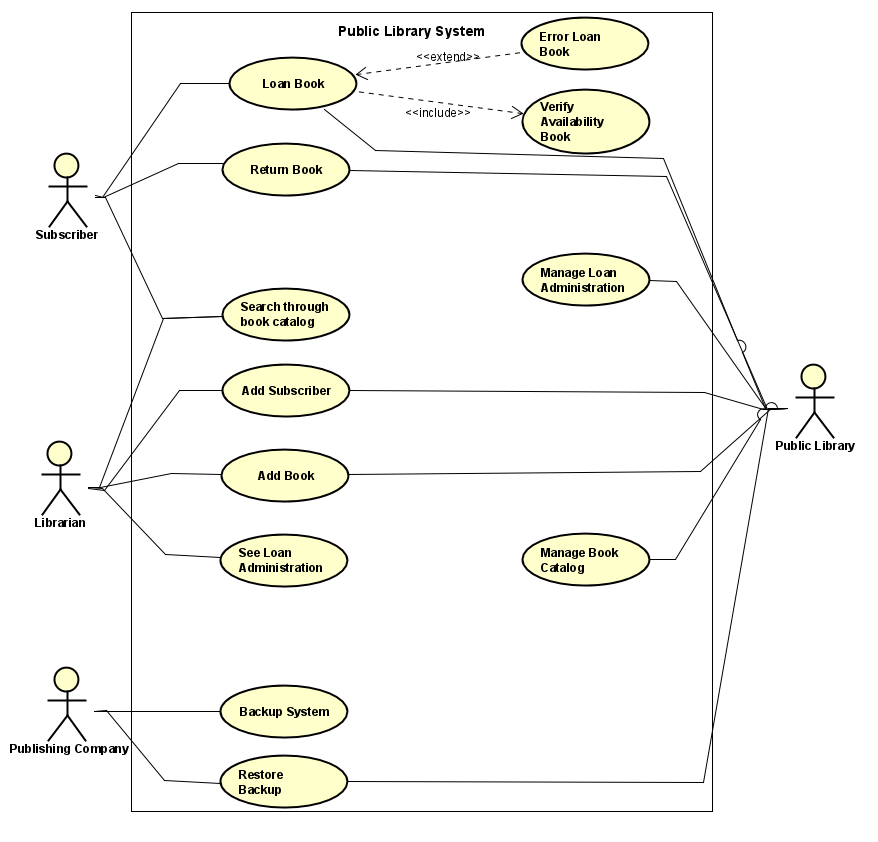 Public Library System
Error Loan
Book
<<extend>>
Loan Book
Verify
Availability
Book
<<include>>
Return Book
Subscriber
Manage Loan
Administration
Search through
book catalog
Add Subscriber
Public Library
Add Book
Librarian
See Loan
Administration
Manage Book
Catalog
Backup System
Publishing Company
Restore
Backup